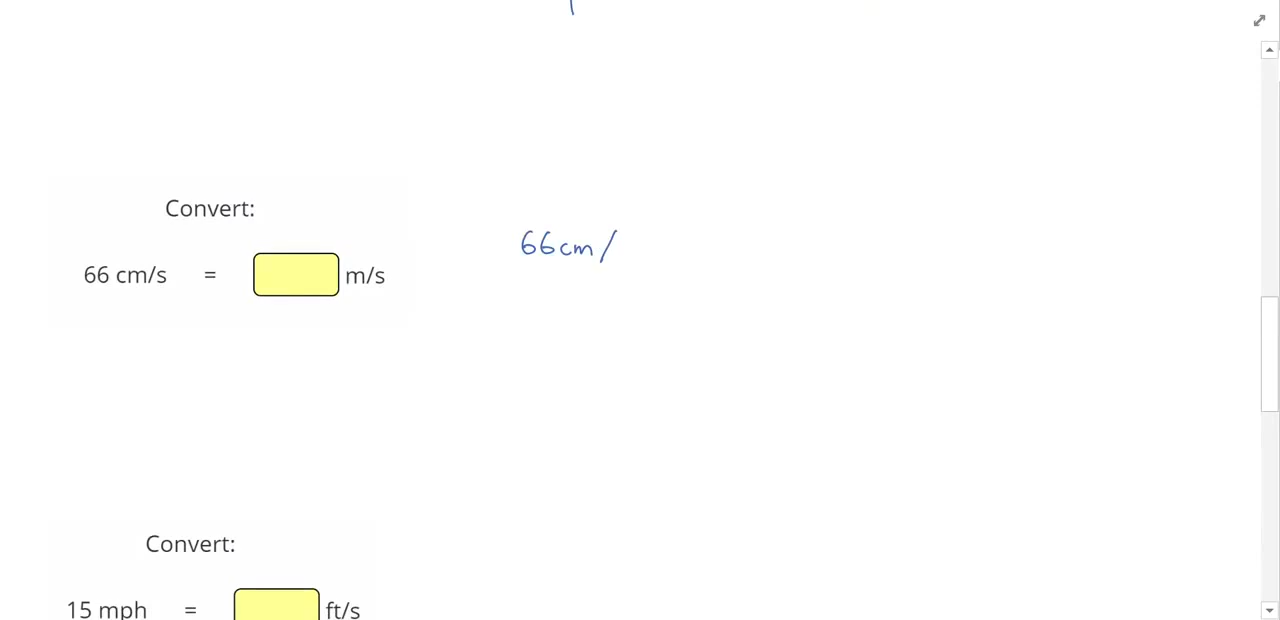 Convert:
66 cm/s = m/s
66cm/
Convert:
15 mph = ft/s